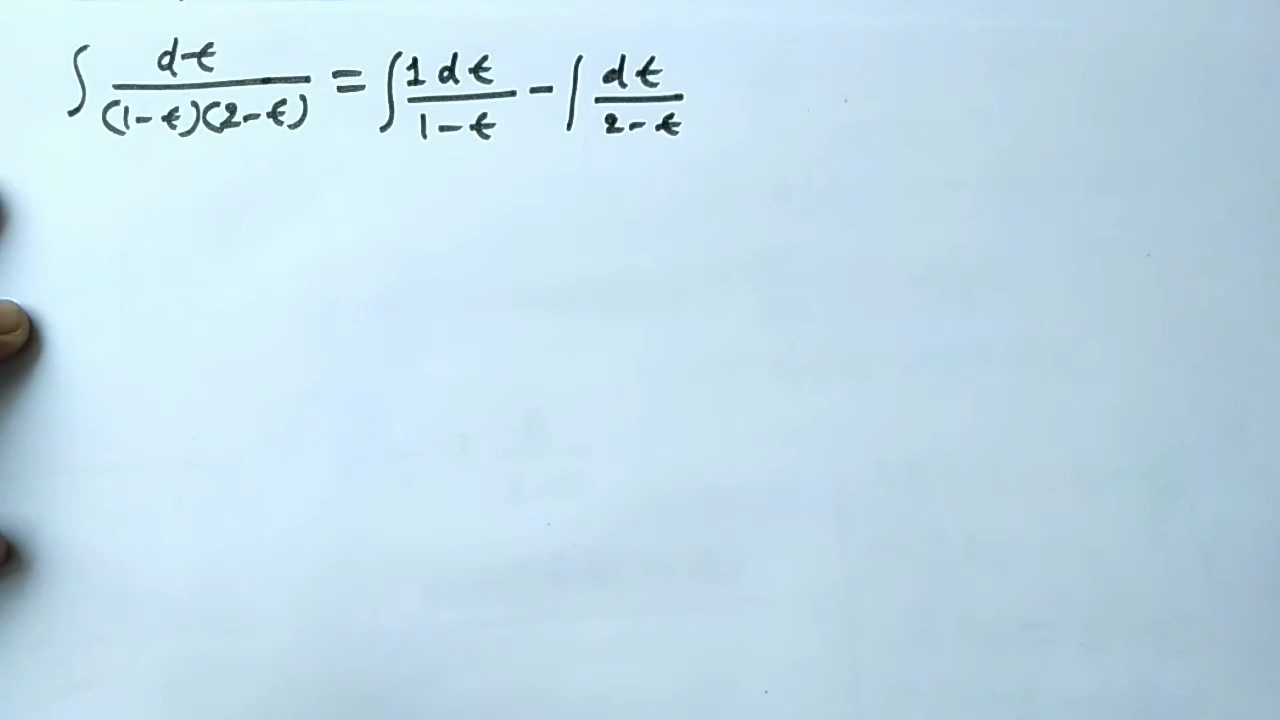 ∫ dt/((1-t)(2-t)) = ∫ 1 dt/(1-t) - ∫ dt/(2-t)